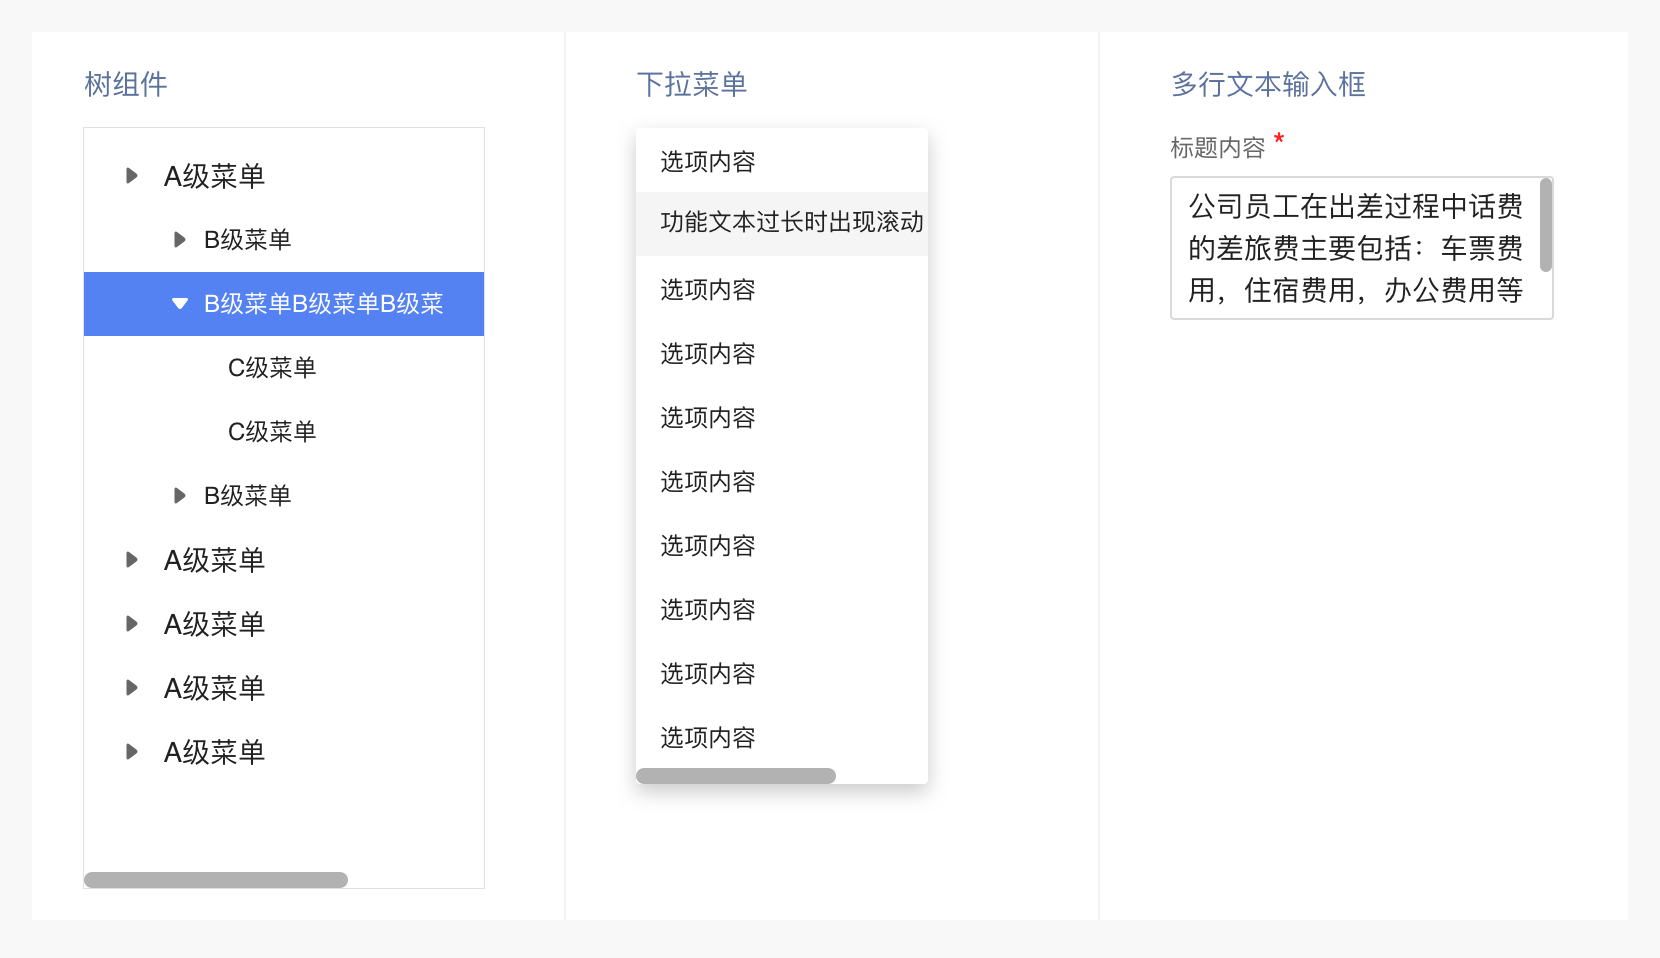 树组件
A级菜单
B级菜单
B级菜单B级菜单B级菜
C级菜单
C级菜单
B级菜单
A级菜单
A级菜单
A级菜单
A级菜单
下拉菜单
选项内容
功能文本过长时出现滚动
选项内容
选项内容
选项内容
选项内容
选项内容
选项内容
选项内容
选项内容
多行文本输入框
标题内容 *
公司员工在出差过程中话费
的差旅费主要包括：车票费
用，住宿费用，办公费用等